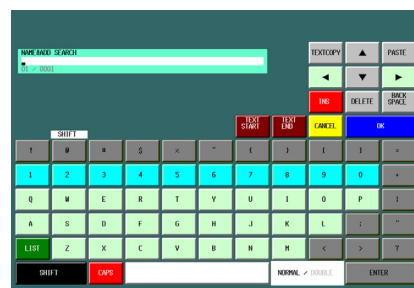 NAME&ADD SEARCH
01 / 0001
TEXTCOPY ▲ PASTE
◄ ▼ ►
INS DELETE BACK SPACE
TEXT START TEXT END CANCEL OK
SHIFT
! @ # $ % ^ ( ) [ ] =
1 2 3 4 5 6 7 8 9 0
Q W E R T Y U I O P
A S D F G H J K L ; "
LIST Z X C V B N M < > ?
SHIFT CAPS NORMAL / DOUBLE ENTER